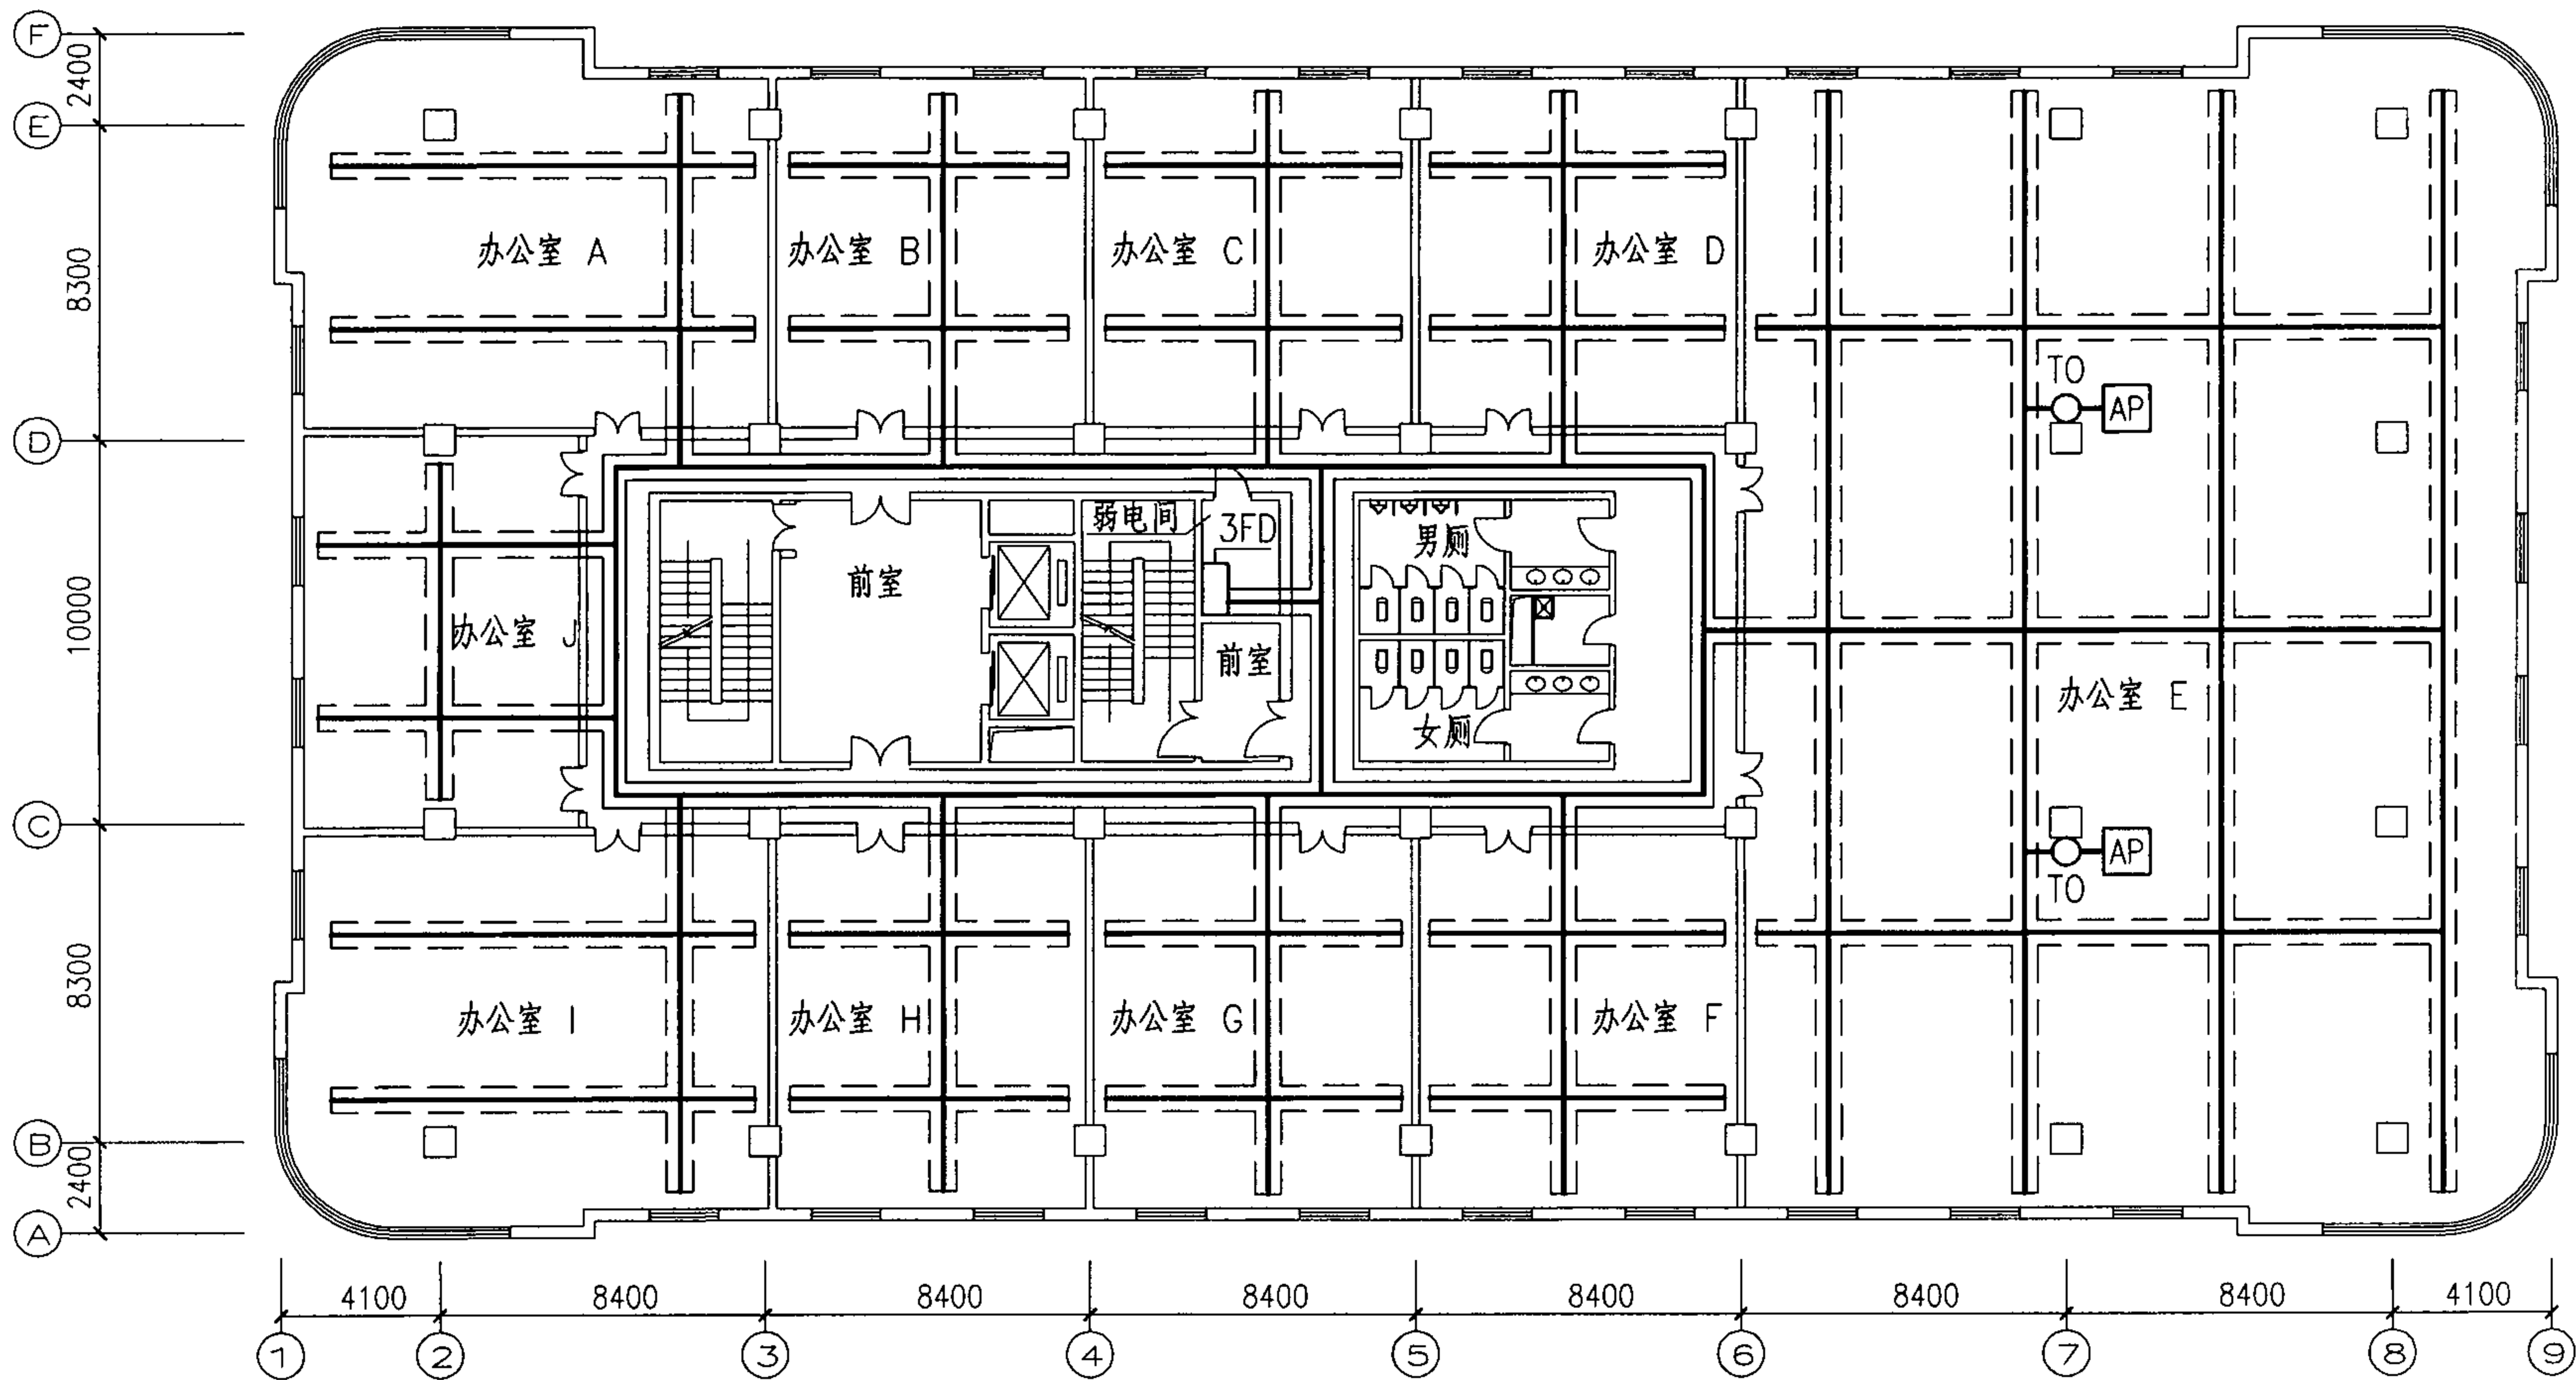 F
2400
E
办公室 A
办公室 B
办公室 C
办公室 D
8300
TO
AP
D
弱电间
3FD
男厕
前室
10000
办公室 J
前室
办公室 E
女厕
C
AP
TO
8300
办公室 I
办公室 H
办公室 G
办公室 F
B
2400
A
4100
8400
8400
8400
8400
8400
8400
4100
1
2
3
4
5
6
7
8
9